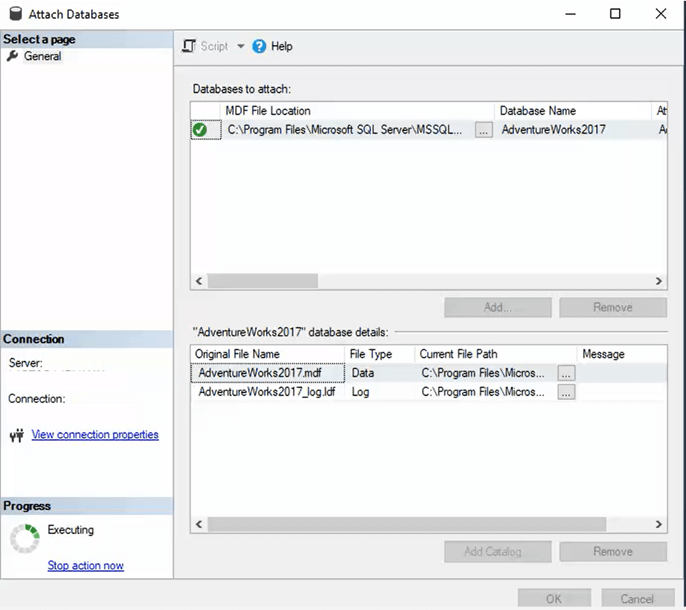 Attach Databases
Select a page
General
Script
Help
Databases to attach:
MDF File Location Database Name At
C:\Program Files\Microsoft SQL Server\MSSQL... ... AdventureWorks2017 A
Add... Remove
"AdventureWorks2017" database details:
Original File Name File Type Current File Path Message
AdventureWorks2017.mdf Data C:\Program Files\Micros... ...
AdventureWorks2017_log.ldf Log C:\Program Files\Micros... ...
Add Catalog Remove
Connection
Server:
Connection:
View connection properties
Progress
Executing
Stop action now
OK Cancel